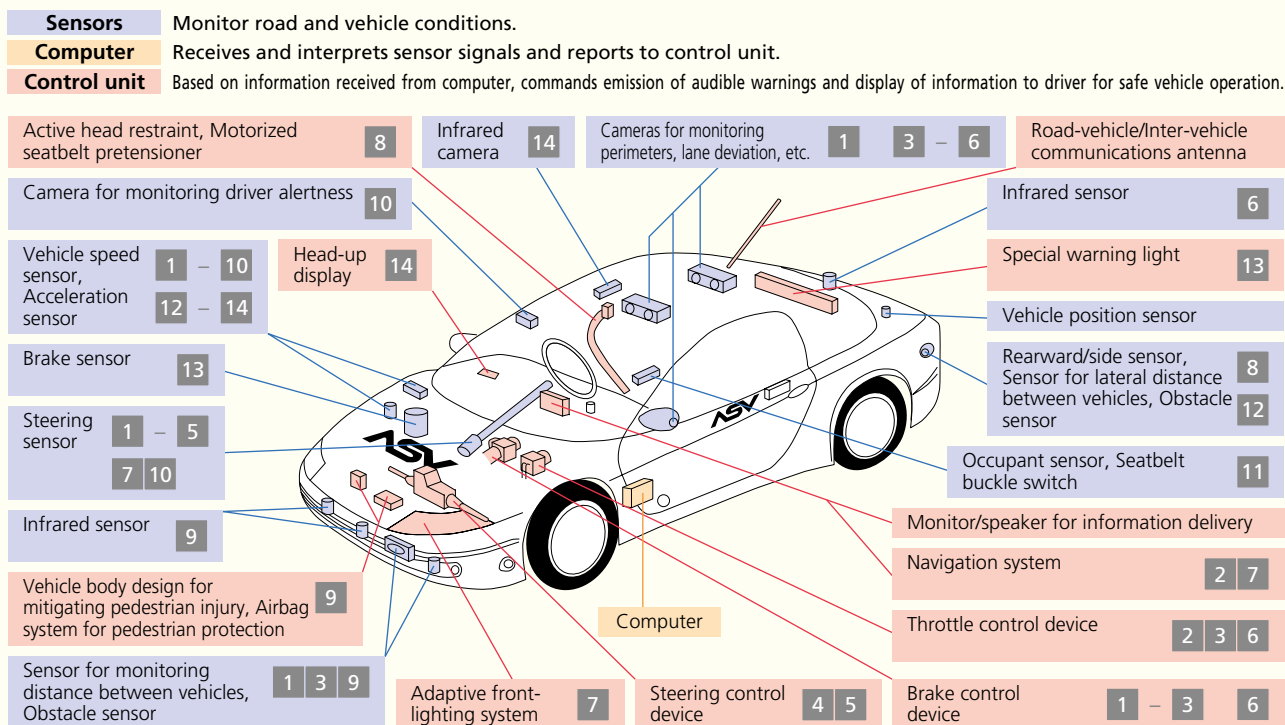 Sensors Monitor road and vehicle conditions.
Computer Receives and interprets sensor signals and reports to control unit.
Control unit Based on information received from computer, commands emission of audible warnings and display of information to driver for safe vehicle operation.
Active head restraint, Motorized
seatbelt pretensioner 8
Infrared
camera 14
Cameras for monitoring
perimeters, lane deviation, etc. 1 3 – 6
Road-vehicle/Inter-vehicle
communications antenna
Camera for monitoring driver alertness
10
Infrared sensor
6
Vehicle speed
sensor, 1 – 10
Acceleration
sensor 12 – 14
Head-up
display 14
Special warning light
13
Vehicle position sensor
Brake sensor
13
Rearward/side sensor,
Sensor for lateral distance 8
between vehicles, Obstacle
sensor 12
Steering
sensor 1 – 5
7 10
ASV
ASV
Occupant sensor, Seatbelt
buckle switch 11
Infrared sensor 9
Monitor/speaker for information delivery
Navigation system
2 7
Vehicle body design for
mitigating pedestrian injury, Airbag 9
system for pedestrian protection
Computer
Throttle control device
2 3 6
Sensor for monitoring
distance between vehicles, 1 3 9
Obstacle sensor
Adaptive front-
lighting system 7
Steering control
device 4 5
Brake control
device 1 – 3 6